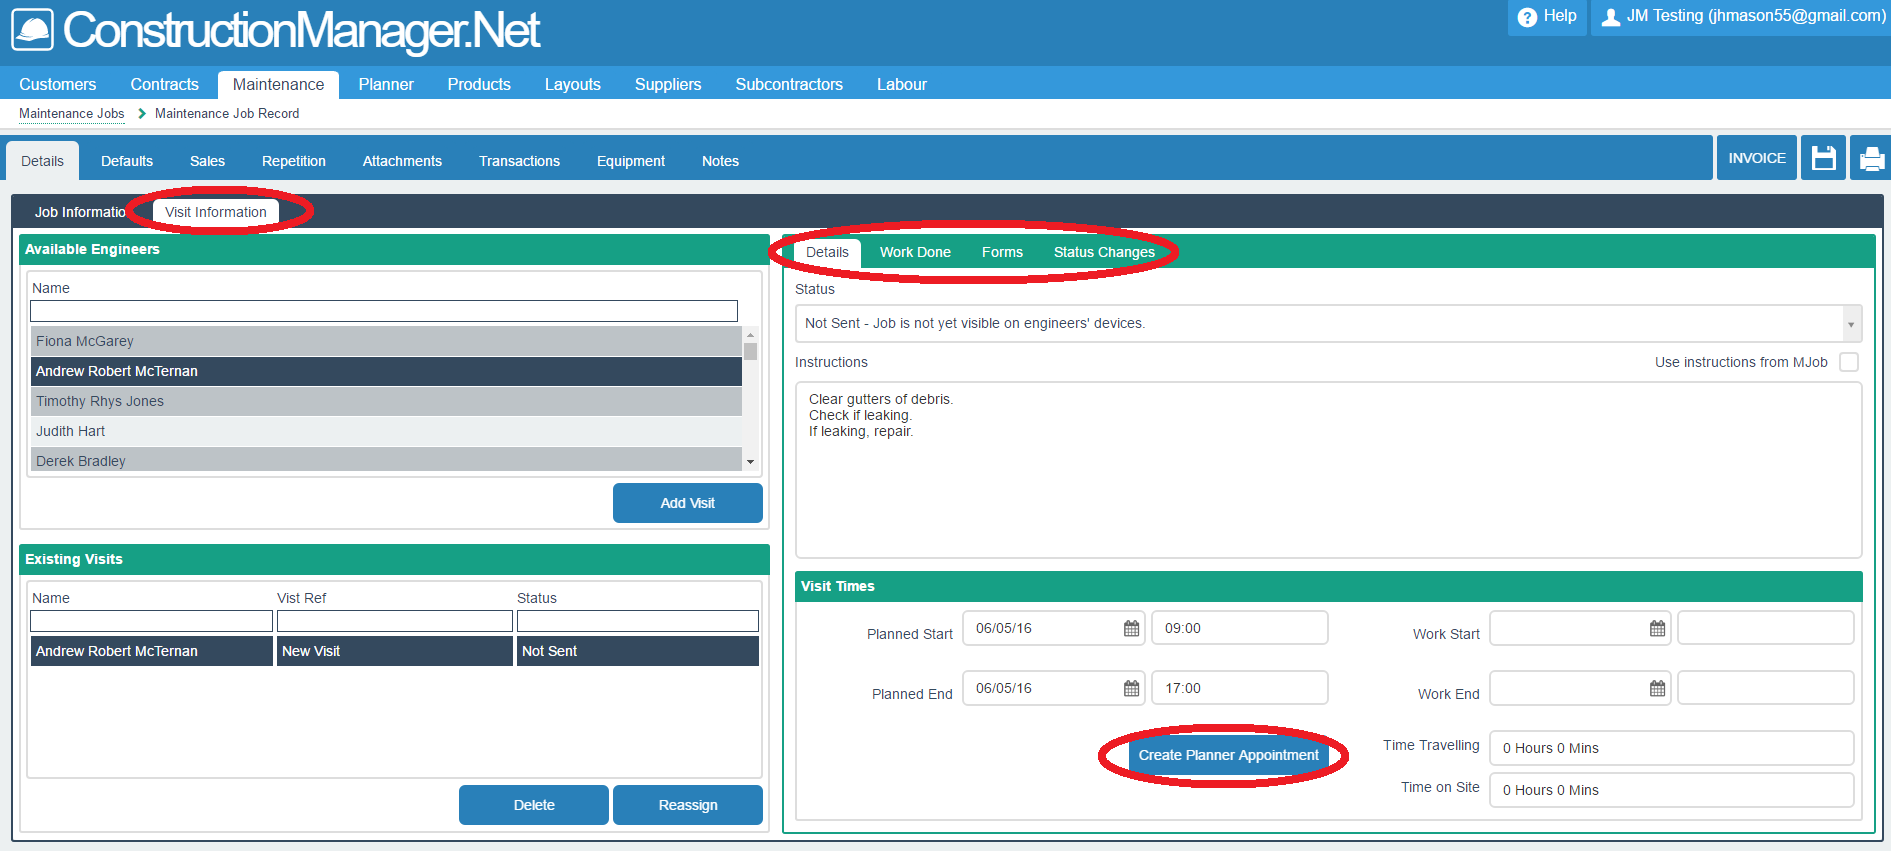 ConstructionManager.Net
Help
JM Testing (jhmason55@gmail.com)
Customers Contracts Maintenance Planner Products Layouts Suppliers Subcontractors Labour
Maintenance Jobs Maintenance Job Record
Details Defaults Sales Repetition Attachments Transactions Equipment Notes INVOICE
Job Informatio Visit Information
Available Engineers
Name
Fiona McGarey
Andrew Robert McTernan
Timothy Rhys Jones
Judith Hart
Derek Bradley
Add Visit
Existing Visits
Name Vist Ref Status
Andrew Robert McTernan New Visit Not Sent
Delete Reassign
Details Work Done Forms Status Changes
Status
Not Sent - Job is not yet visible on engineers' devices.
Instructions Use instructions from MJob
Clear gutters of debris.
Check if leaking.
If leaking, repair.
Visit Times
Planned Start 06/05/16 09:00 Work Start
Planned End 06/05/16 17:00 Work End
Create Planner Appointment
Time Travelling 0 Hours 0 Mins
Time on Site 0 Hours 0 Mins